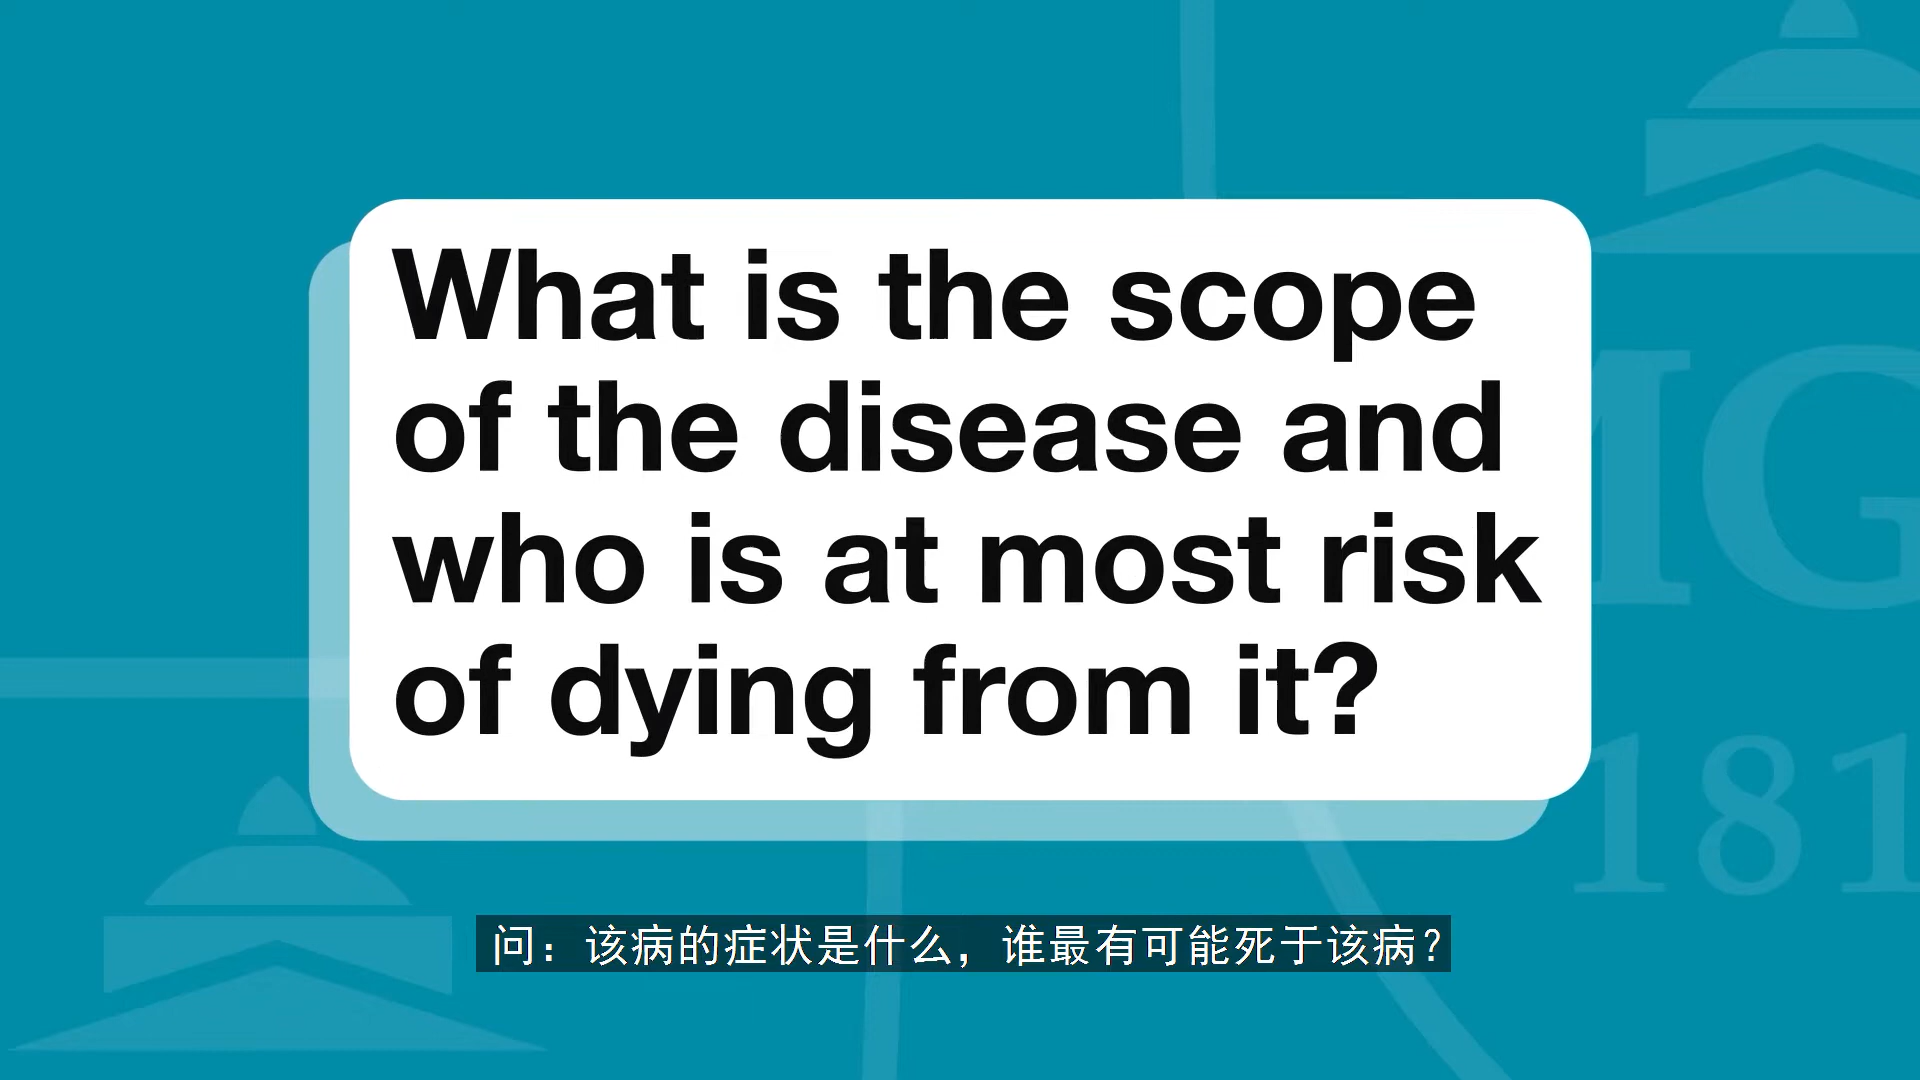 What is the scope
of the disease and
who is at most risk
of dying from it?
G
181
问：该病的症状是什么，谁最有可能死于该病？